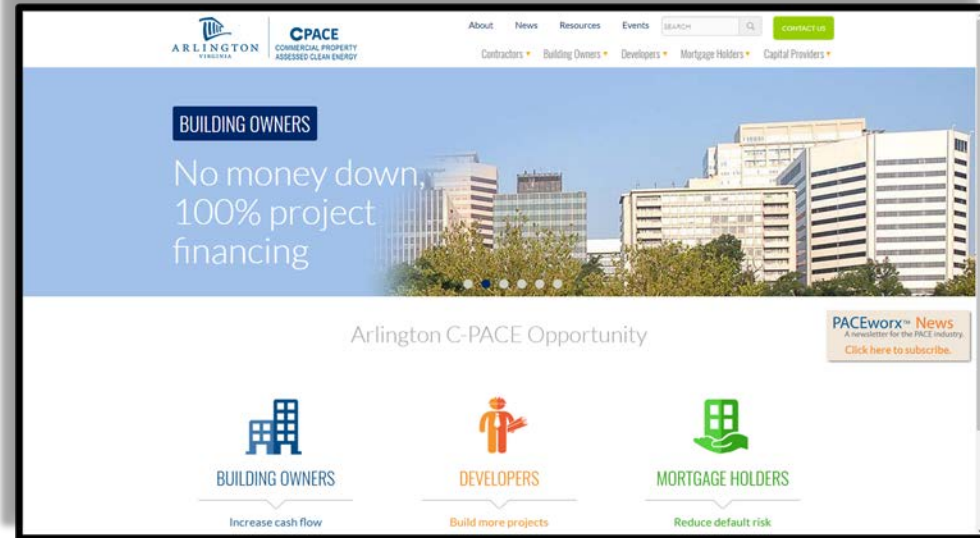 ARLINGTON
VIRGINIA
CPACE
COMMERCIAL PROPERTY
ASSESSED CLEAN ENERGY
About News Resources Events SEARCH CONTACT US
Contractors Building Owners Developers Mortgage Holders Capital Providers
BUILDING OWNERS
No money down,
100% project
financing
Arlington C-PACE Opportunity
PACEworx™ News
A newsletter for the PACE industry.
Click here to subscribe.
BUILDING OWNERS
Increase cash flow
DEVELOPERS
Build more projects
MORTGAGE HOLDERS
Reduce default risk